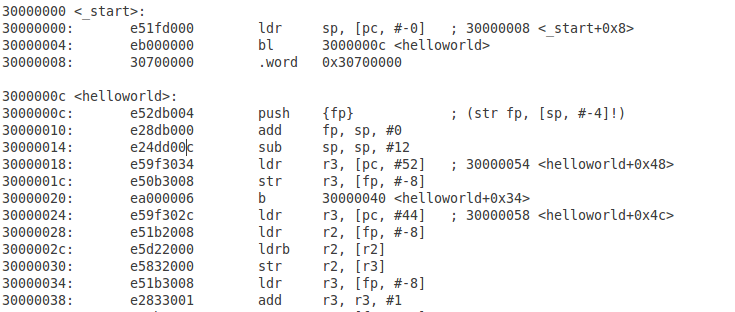 30000000 <_start>:
30000000: e51fd000 ldr sp, [pc, #-0] ; 30000008 <_start+0x8>
30000004: eb000000 bl 3000000c <helloworld>
30000008: 30700000 .word 0x30700000
3000000c <helloworld>:
3000000c: e52db004 push {fp} ; (str fp, [sp, #-4]!)
30000010: e28db000 add fp, sp, #0
30000014: e24dd00c sub sp, sp, #12
30000018: e59f3034 ldr r3, [pc, #52] ; 30000054 <helloworld+0x48>
3000001c: e50b3008 str r3, [fp, #-8]
30000020: ea000006 b 30000040 <helloworld+0x34>
30000024: e59f302c ldr r3, [pc, #44] ; 30000058 <helloworld+0x4c>
30000028: e51b2008 ldr r2, [fp, #-8]
3000002c: e5d22000 ldrb r2, [r2]
30000030: e5832000 str r2, [r3]
30000034: e51b3008 ldr r3, [fp, #-8]
30000038: e2833001 add r3, r3, #1